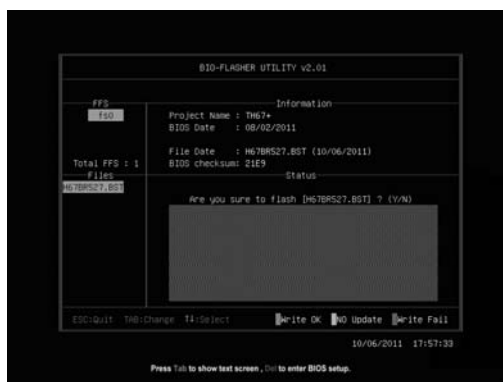 BIO-FLASHER UTILITY v2.01
FFS
fs0
Total FFS : 1
Files
H67BR527.BST
Information
Project Name : TH67+
BIOS Date : 08/02/2011
File Date : H67BR527.BST (10/06/2011)
BIOS checksum: 21E9
Status
Are you sure to flash [H67BR527.BST] ? (Y/N)
ESC:Quit TAB:Change ↑↓:Select Write OK NO Update Write Fail
10/06/2011 17:57:33
Press Tab to show text screen , Del to enter BIOS setup.